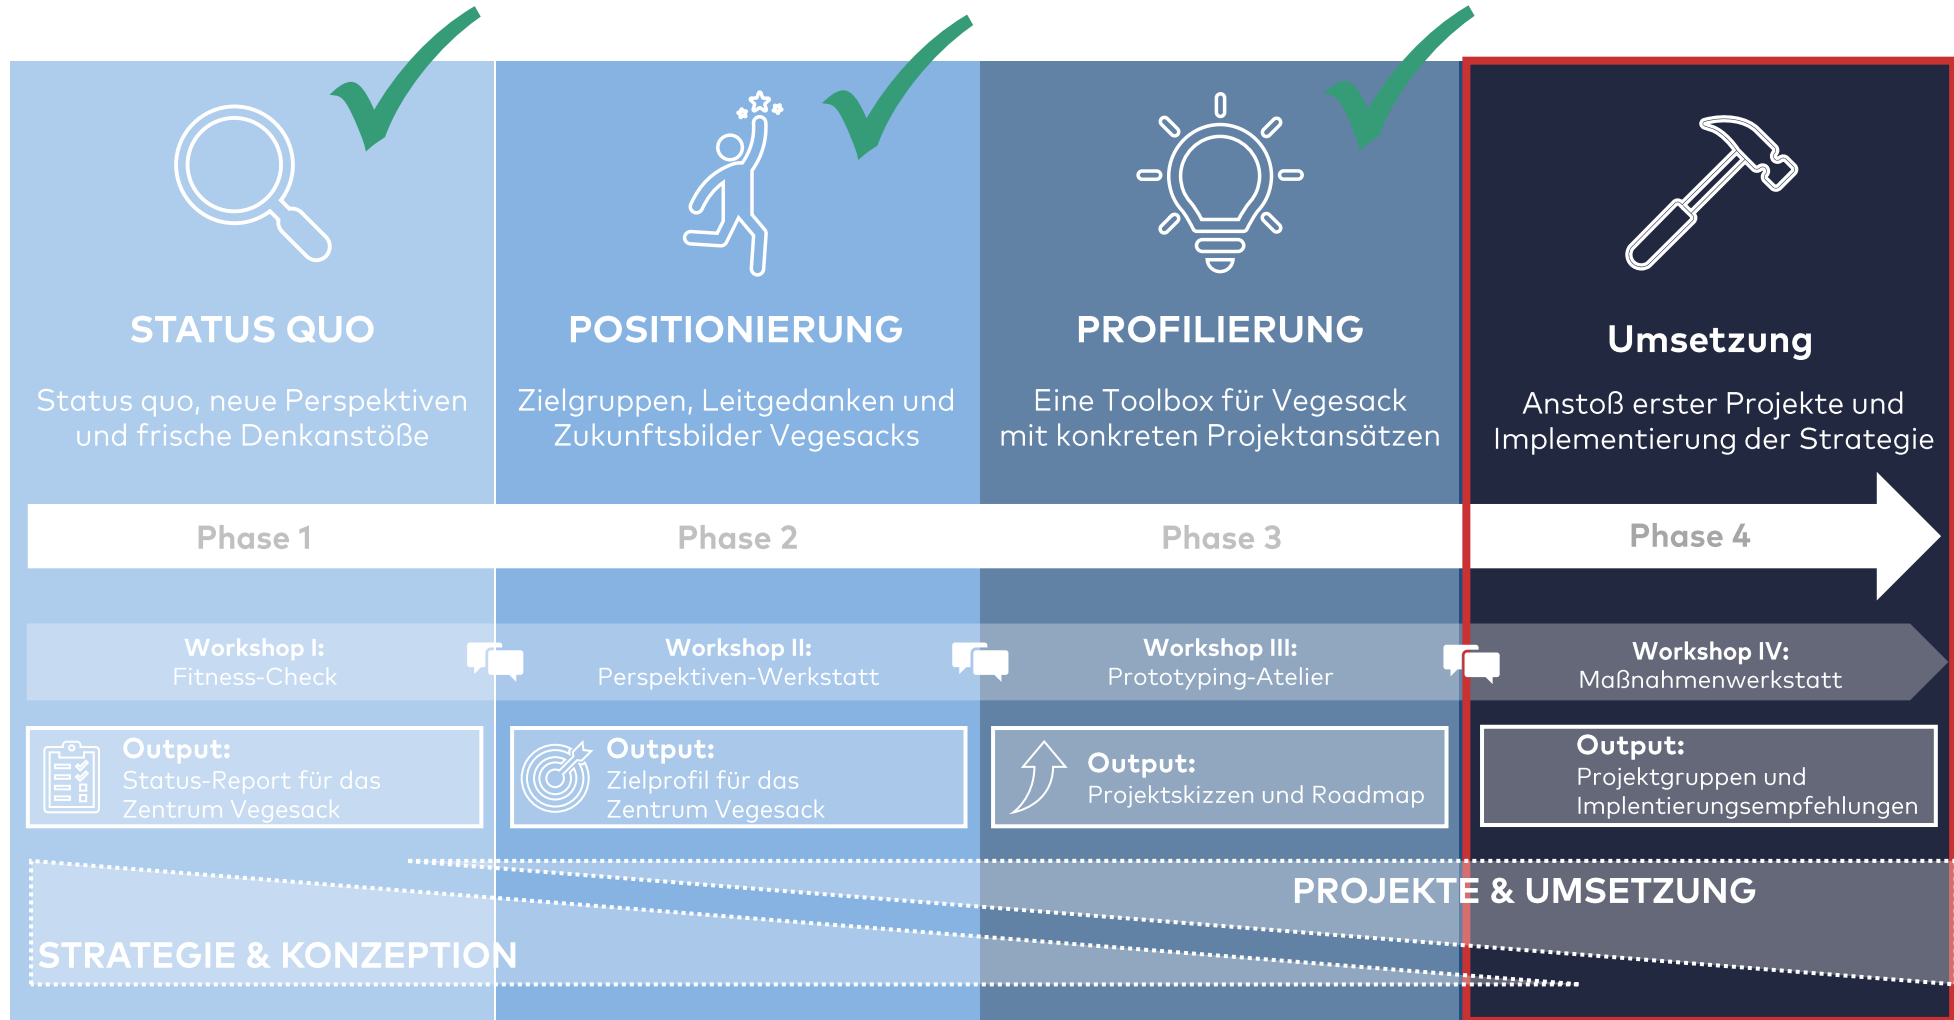 STATUS QUO
Status quo, neue Perspektiven
und frische Denkanstöße
POSITIONIERUNG
Zielgruppen, Leitgedanken und
Zukunftsbilder Vegesacks
PROFILIERUNG
Eine Toolbox für Vegesack
mit konkreten Projektansätzen
Umsetzung
Anstoß erster Projekte und
Implementierung der Strategie
Phase 1
Phase 2
Phase 3
Phase 4
Workshop I:
Fitness-Check
Workshop II:
Perspektiven-Werkstatt
Workshop III:
Prototyping-Atelier
Workshop IV:
Maßnahmenwerkstatt
Output:
Status-Report für das
Zentrum Vegesack
Output:
Zielprofil für das
Zentrum Vegesack
Output:
Projektskizzen und Roadmap
Output:
Projektgruppen und
Implentierungsempfehlungen
PROJEKTE & UMSETZUNG
STRATEGIE & KONZEPTION